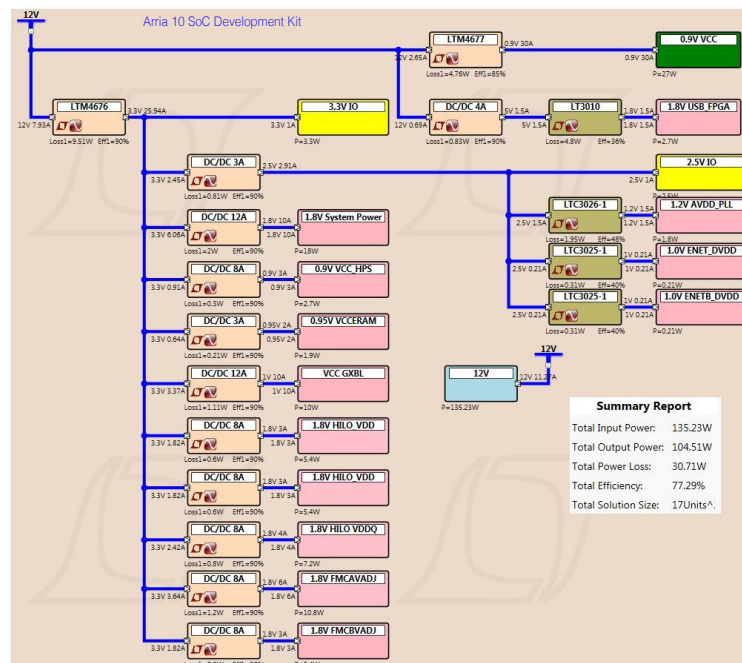 12V
Arria 10 SoC Development Kit
LTM4677
12V 2.65A
0.9V 30A
Loss1=4.76W Eff1=85%
0.9V VCC
0.9V 30A
P=27W
LTM4676
12V 7.93A
3.3V 25.94A
Loss1=9.51W Eff1=90%
3.3V IO
3.3V 1A
P=3.3W
DC/DC 4A
12V 0.69A
5V 1.5A
Loss1=0.83W Eff1=90%
LT3010
5V 1.5A
1.8V 1.5A
Loss=4.8W Eff=36%
1.8V USB_FPGA
1.8V 1.5A
P=2.7W
DC/DC 3A
3.3V 2.45A
2.5V 2.91A
Loss1=0.81W Eff1=90%
2.5V IO
2.5V 1A
P=2.5W
DC/DC 12A
3.3V 6.06A
1.8V 10A
Loss1=2W Eff1=90%
1.8V System Power
1.8V 10A
P=18W
LTC3026-1
2.5V 1.5A
1.2V 1.5A
Loss=1.95W Eff=48%
1.2V AVDD_PLL
1.2V 1.5A
P=1.8W
DC/DC 8A
3.3V 0.91A
0.9V 3A
Loss1=0.3W Eff1=90%
0.9V VCC_HPS
0.9V 3A
P=2.7W
LTC3025-1
2.5V 0.21A
1V 0.21A
Loss=0.31W Eff=40%
1.0V ENET_DVDD
1V 0.21A
P=0.21W
DC/DC 3A
3.3V 0.64A
0.95V 2A
Loss1=0.21W Eff1=90%
0.95V VCCERAM
0.95V 2A
P=1.9W
LTC3025-1
2.5V 0.21A
1V 0.21A
Loss=0.31W Eff=40%
1.0V ENETB_DVDD
1V 0.21A
P=0.21W
DC/DC 12A
3.3V 3.37A
1V 10A
Loss1=1.11W Eff1=90%
VCC GXBL
1V 10A
P=10W
12V
12V
12V 11.27A
P=135.23W
DC/DC 8A
3.3V 1.82A
1.8V 3A
Loss1=0.6W Eff1=90%
1.8V HILO_VDD
1.8V 3A
P=5.4W
DC/DC 8A
3.3V 1.82A
1.8V 3A
Loss1=0.6W Eff1=90%
1.8V HILO_VDD
1.8V 3A
P=5.4W
DC/DC 8A
3.3V 2.42A
1.8V 4A
Loss1=0.8W Eff1=90%
1.8V HILO VDDQ
1.8V 4A
P=7.2W
DC/DC 8A
3.3V 3.64A
1.8V 6A
Loss1=1.2W Eff1=90%
1.8V FMCAVADJ
1.8V 6A
P=10.8W
DC/DC 8A
3.3V 1.82A
1.8V 3A
1.8V FMCBVADJ
1.8V 3A
Summary Report
Total Input Power: 135.23W
Total Output Power: 104.51W
Total Power Loss: 30.71W
Total Efficiency: 77.29%
Total Solution Size: 17Units^.